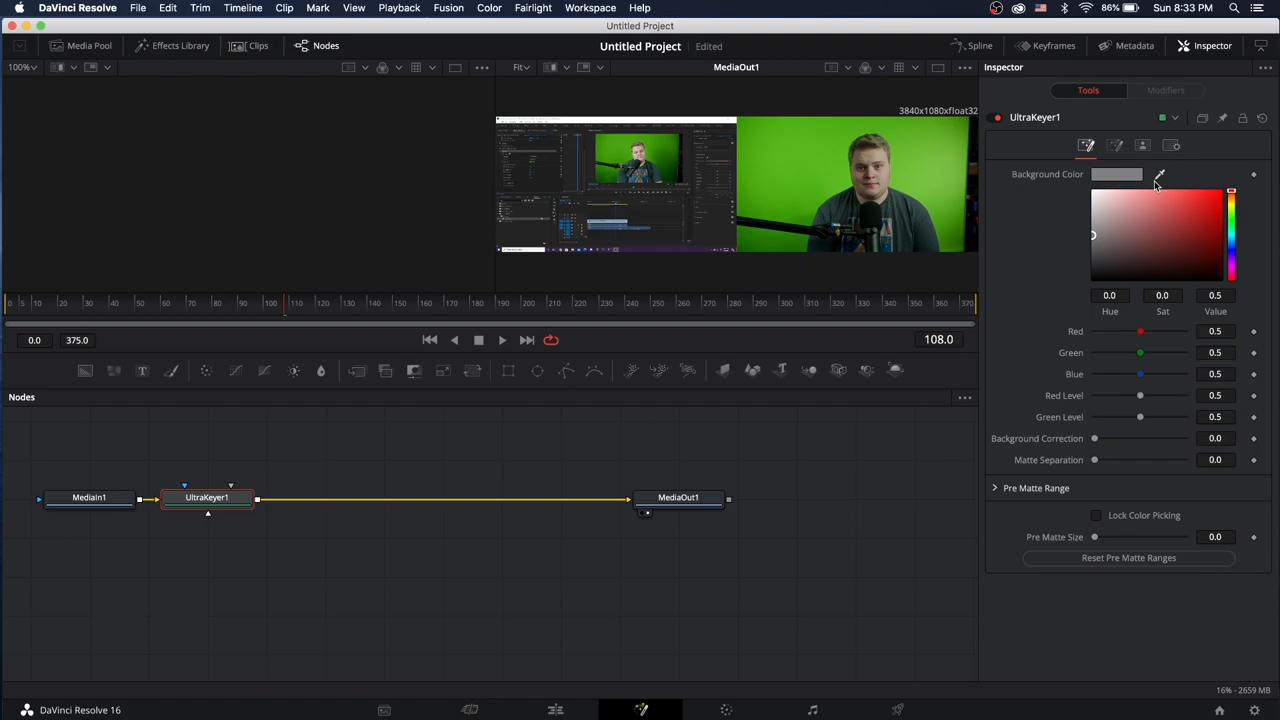 DaVinci Resolve File Edit Trim Timeline Clip Mark View Playback Fusion Color Fairlight Workspace Help 86% Sun 8:33 PM
Untitled Project
Media Pool Effects Library Clips Nodes Untitled Project Edited Spline Keyframes Metadata Inspector
100% Fit MediaOut1 Inspector
Tools Modifiers
3840x1080xfloat32
UltraKeyer1
Background Color
0.0 0.0 0.5
Hue Sat Value
0 5 10 20 30 40 50 60 70 80 90 100 110 120 130 140 150 160 170 180 190 200 210 220 230 240 250 260 270 280 290 300 310 320 330 340 350 370
0.0 375.0 108.0
Red 0.5
Green 0.5
Blue 0.5
Red Level 0.5
Green Level 0.5
Background Correction 0.0
Matte Separation 0.0
Pre Matte Range
Lock Color Picking
Pre Matte Size 0.0
Reset Pre Matte Ranges
Nodes
MediaIn1 UltraKeyer1 MediaOut1
16% - 2659 MB
DaVinci Resolve 16